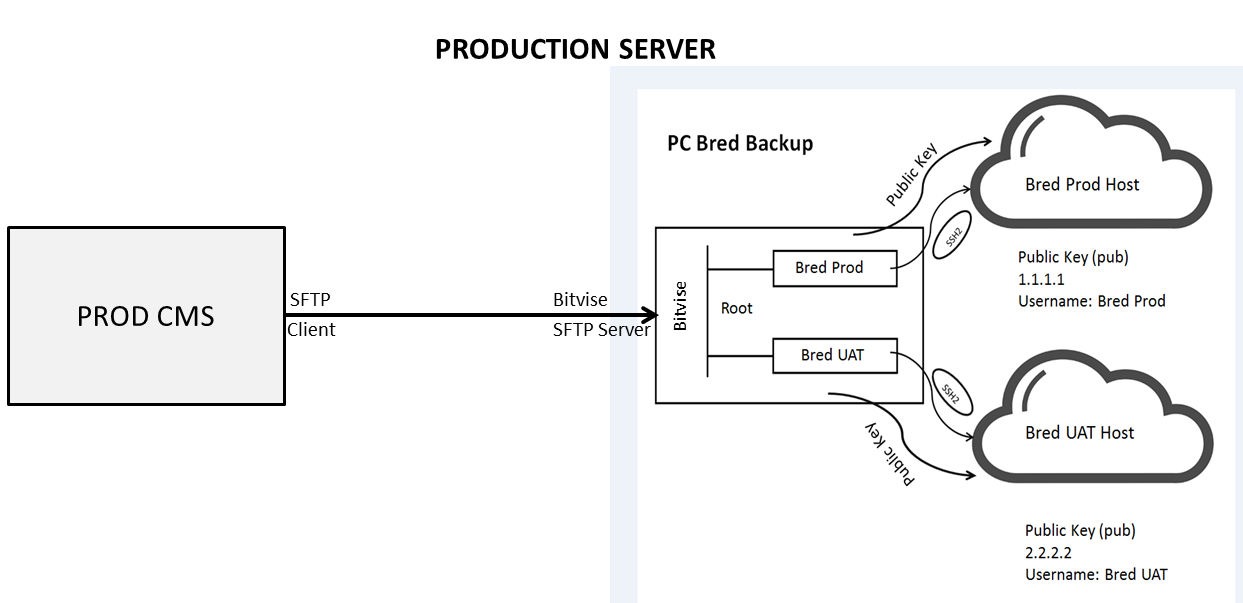 PRODUCTION SERVER
PC Bred Backup
Public Key
Bred Prod Host
SSH2
Public Key (pub)
1.1.1.1
Username: Bred Prod
PROD CMS
SFTP
Client
Bitvise
SFTP Server
Bitvise
Root
Bred Prod
Bred UAT
SSH2
Public Key
Bred UAT Host
Public Key (pub)
2.2.2.2
Username: Bred UAT